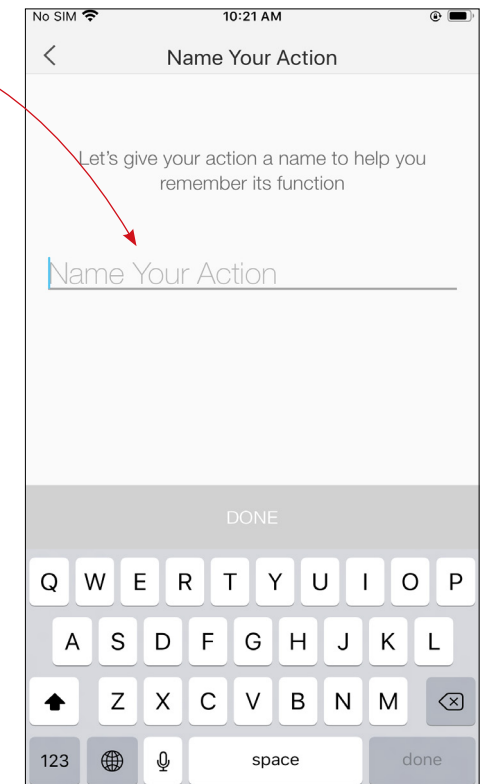 No SIM 10:21 AM
Name Your Action
Let's give your action a name to help you
remember its function
Name Your Action
DONE
Q W E R T Y U I O P
A S D F G H J K L
Z X C V B N M
123 space done